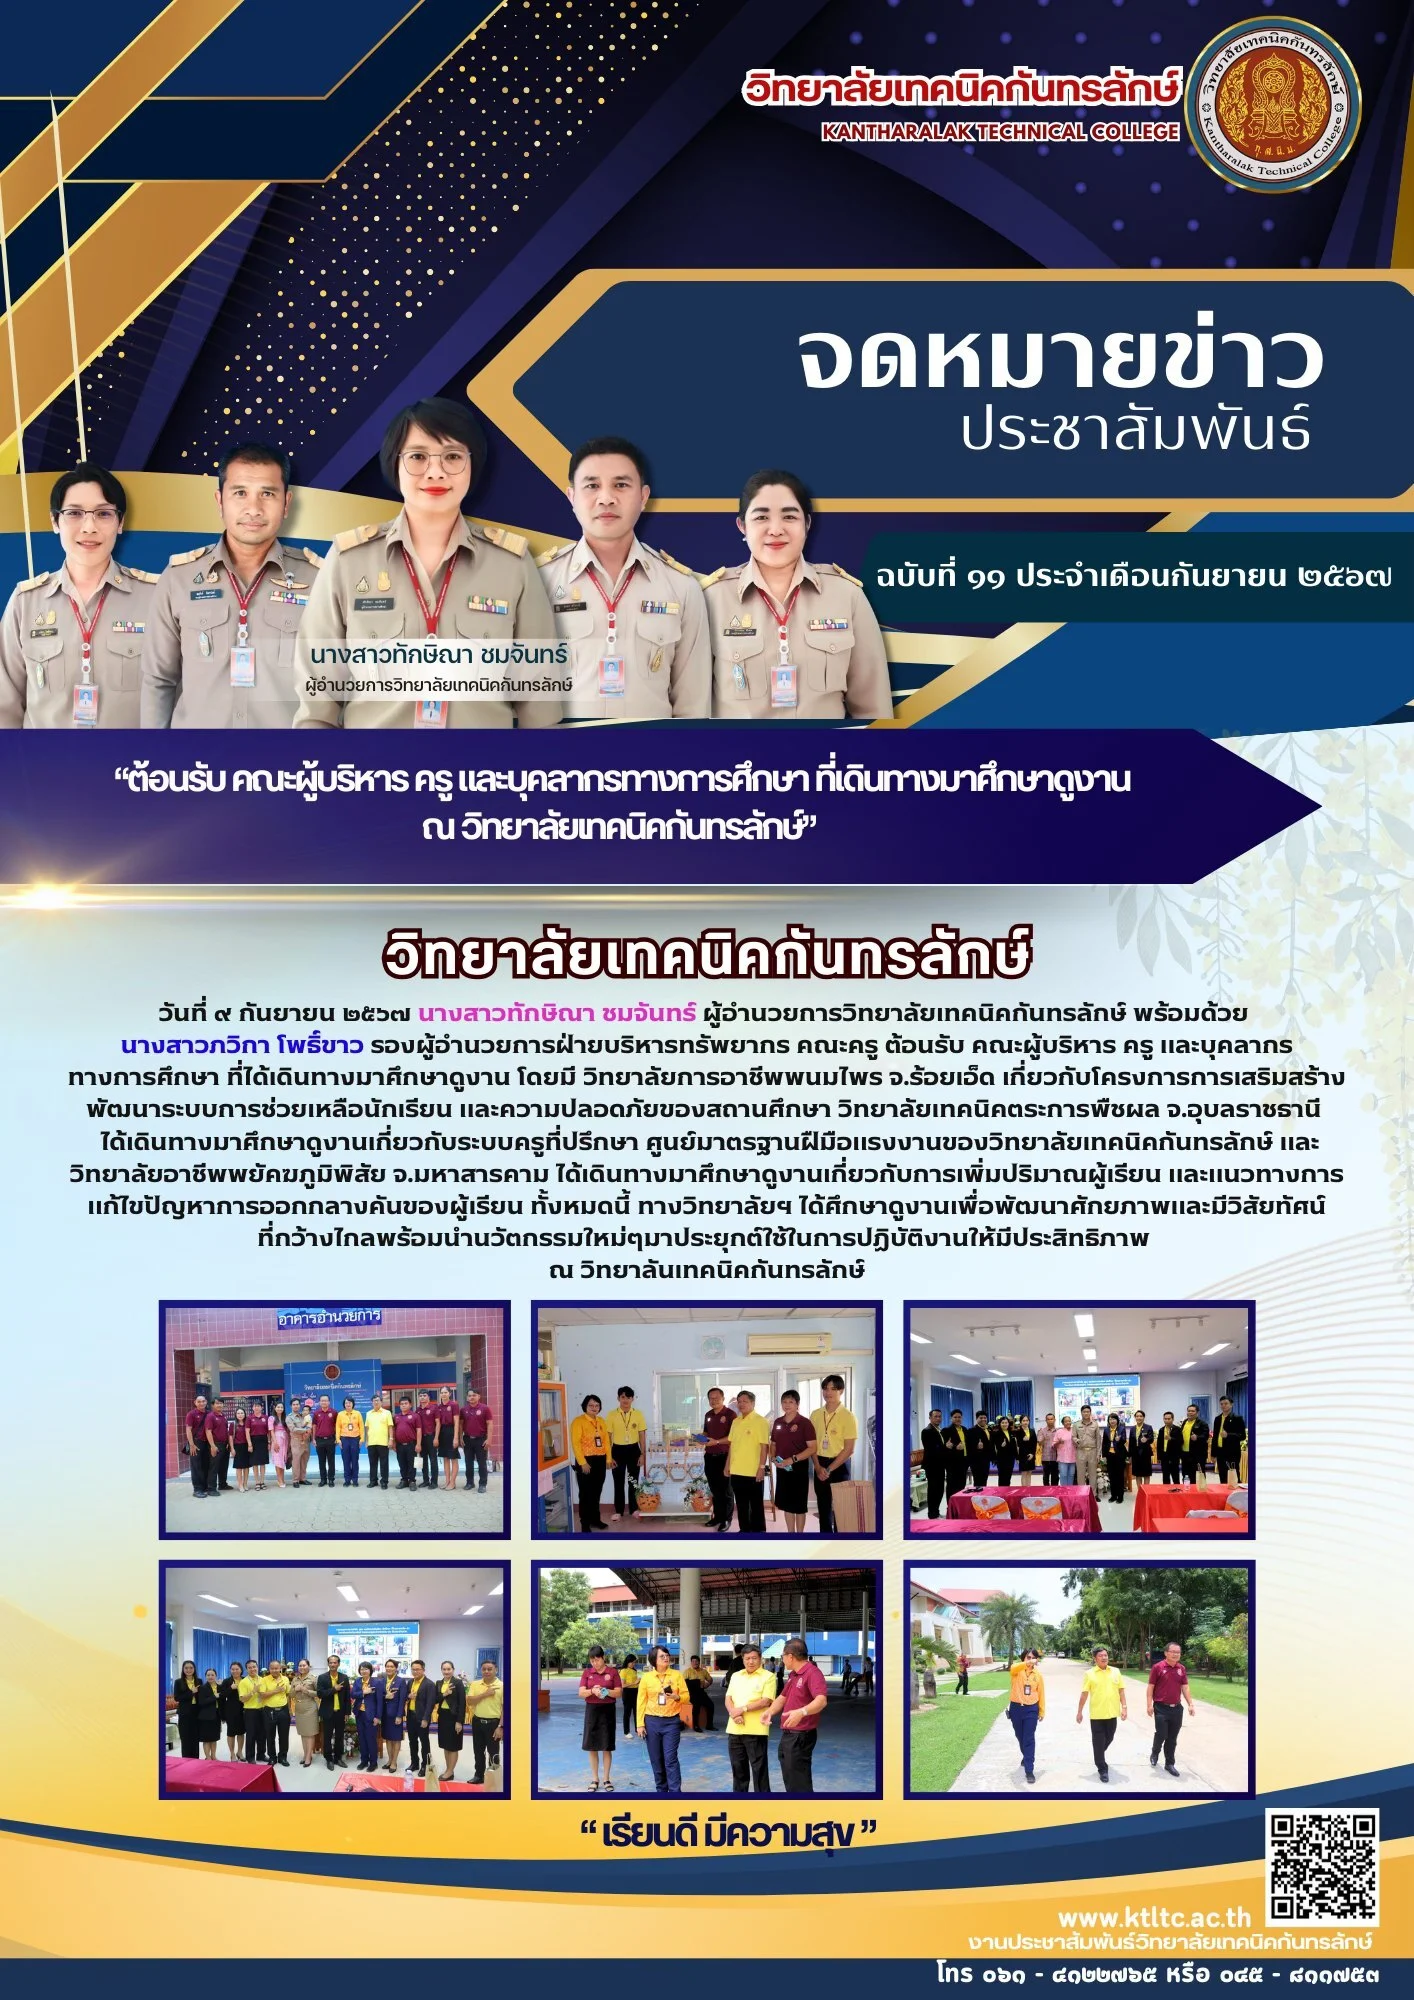 วิทยาลัยเทคนิคกันทรลักษ์
KANTHARALAK TECHNICAL COLLEGE
วิทยาลัยเทคนิคกันทรลักษ์
Kantharalak Technical College
ทุ.ส.นิ.ม.
จดหมายข่าว
ประชาสัมพันธ์
ฉบับที่ ๑๑ ประจำเดือนกันยายน ๒๕๖๗
นางสาวทักษิณา ชมจันทร์
ผู้อำนวยการวิทยาลัยเทคนิคกันทรลักษ์
“ต้อนรับ คณะผู้บริหาร ครู และบุคลากรทางการศึกษา ที่เดินทางมาศึกษาดูงาน
ณ วิทยาลัยเทคนิคกันทรลักษ์”
วิทยาลัยเทคนิคกันทรลักษ์
วันที่ ๙ กันยายน ๒๕๖๗ นางสาวทักษิณา ชมจันทร์ ผู้อำนวยการวิทยาลัยเทคนิคกันทรลักษ์ พร้อมด้วย
นางสาวภวิกา โพธิ์ขาว รองผู้อำนวยการฝ่ายบริหารทรัพยากร คณะครู ต้อนรับ คณะผู้บริหาร ครู และบุคลากร
ทางการศึกษา ที่ได้เดินทางมาศึกษาดูงาน โดยมี วิทยาลัยการอาชีพพนมไพร จ.ร้อยเอ็ด เกี่ยวกับโครงการการเสริมสร้าง
พัฒนาระบบการช่วยเหลือนักเรียน และความปลอดภัยของสถานศึกษา วิทยาลัยเทคนิคตระการพืชผล จ.อุบลราชธานี
ได้เดินทางมาศึกษาดูงานเกี่ยวกับระบบครูที่ปรึกษา ศูนย์มาตรฐานฝีมือแรงงานของวิทยาลัยเทคนิคกันทรลักษ์ และ
วิทยาลัยอาชีพพยัคฆภูมิพิสัย จ.มหาสารคาม ได้เดินทางมาศึกษาดูงานเกี่ยวกับการเพิ่มปริมาณผู้เรียน และแนวทางการ
แก้ไขปัญหาการออกกลางคันของผู้เรียน ทั้งหมดนี้ ทางวิทยาลัยฯ ได้ศึกษาดูงานเพื่อพัฒนาศักยภาพและมีวิสัยทัศน์
ที่กว้างไกลพร้อมนำนวัตกรรมใหม่ๆมาประยุกต์ใช้ในการปฏิบัติงานให้มีประสิทธิภาพ
ณ วิทยาลันเทคนิคกันทรลักษ์
อาคารอำนวยการ
วิทยาลัยเทคนิคกันทรลักษ์
“ เรียนดี มีความสุข ”
www.ktltc.ac.th
งานประชาสัมพันธ์วิทยาลัยเทคนิคกันทรลักษ์
โทร ๐๖๑ - ๔๑๒๒๗๖๕ หรือ ๐๔๕ - ๘๑๑๗๕๓